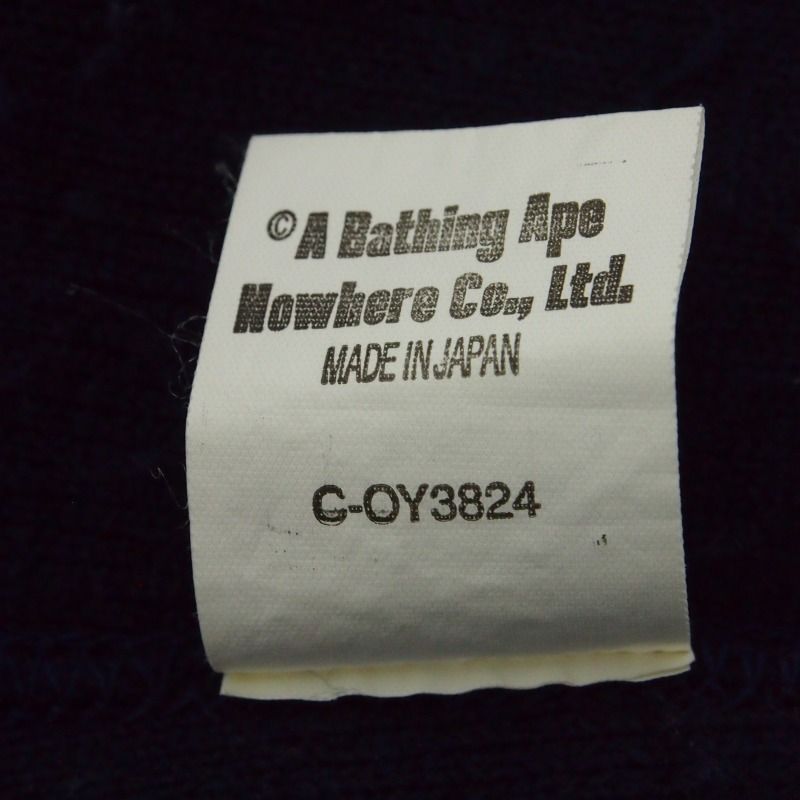 ©A Bathing Ape
Nowhere Co., Ltd.
MADE IN JAPAN
C-OY3824